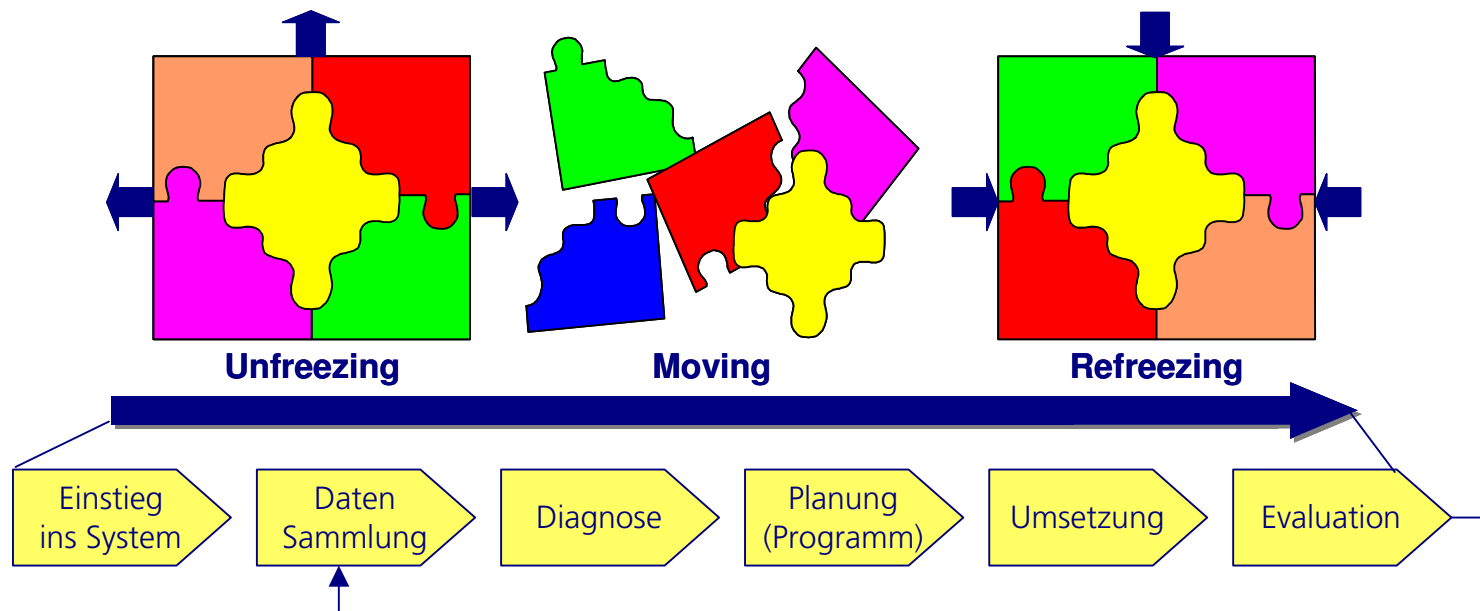 Unfreezing
Moving
Refreezing
Einstieg
ins System
Daten
Sammlung
Diagnose
Planung
(Programm)
Umsetzung
Evaluation